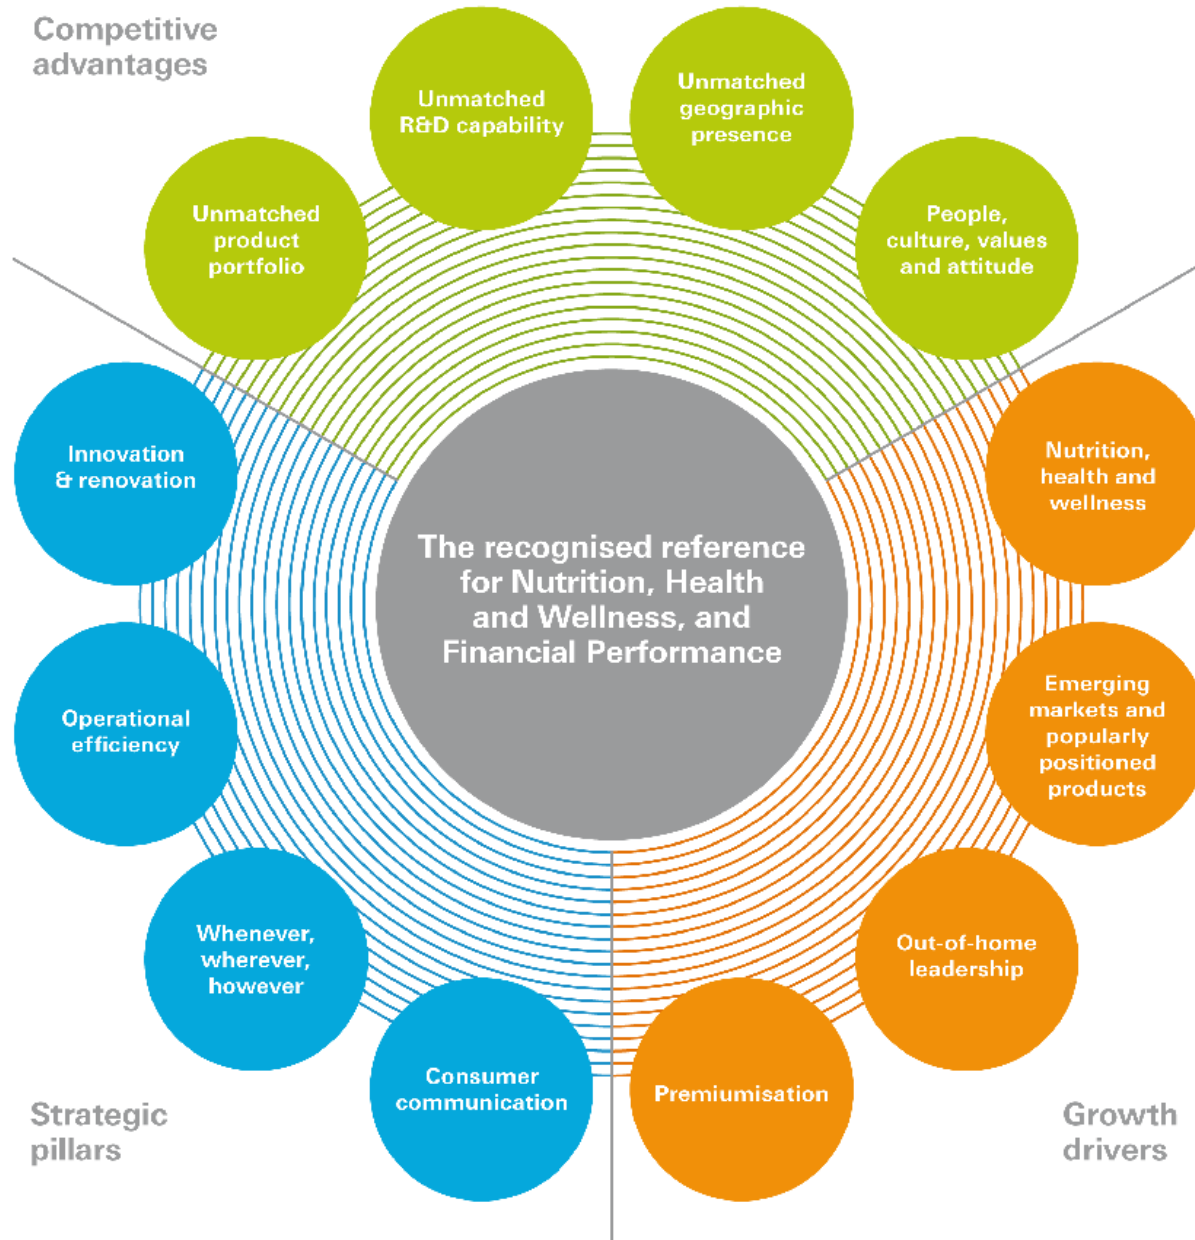 Competitive
advantages
Unmatched
R&D capability
Unmatched
geographic
presence
Unmatched
product
portfolio
People,
culture, values
and attitude
Innovation
& renovation
Nutrition,
health and
wellness
The recognised reference
for Nutrition, Health
and Wellness, and
Financial Performance
Operational
efficiency
Emerging
markets and
popularly
positioned
products
Whenever,
wherever,
however
Out-of-home
leadership
Consumer
communication
Premiumisation
Strategic
pillars
Growth
drivers